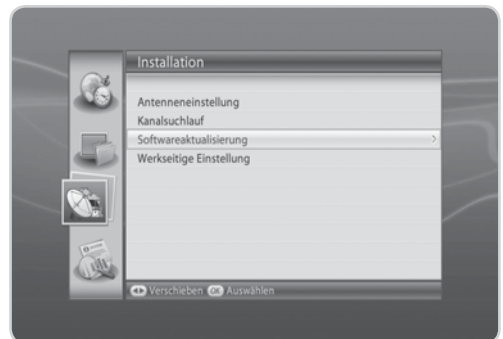 Installation
Antenneneinstellung
Kanalsuchlauf
Softwareaktualisierung
Werkseitige Einstellung
Verschieben OK Auswählen